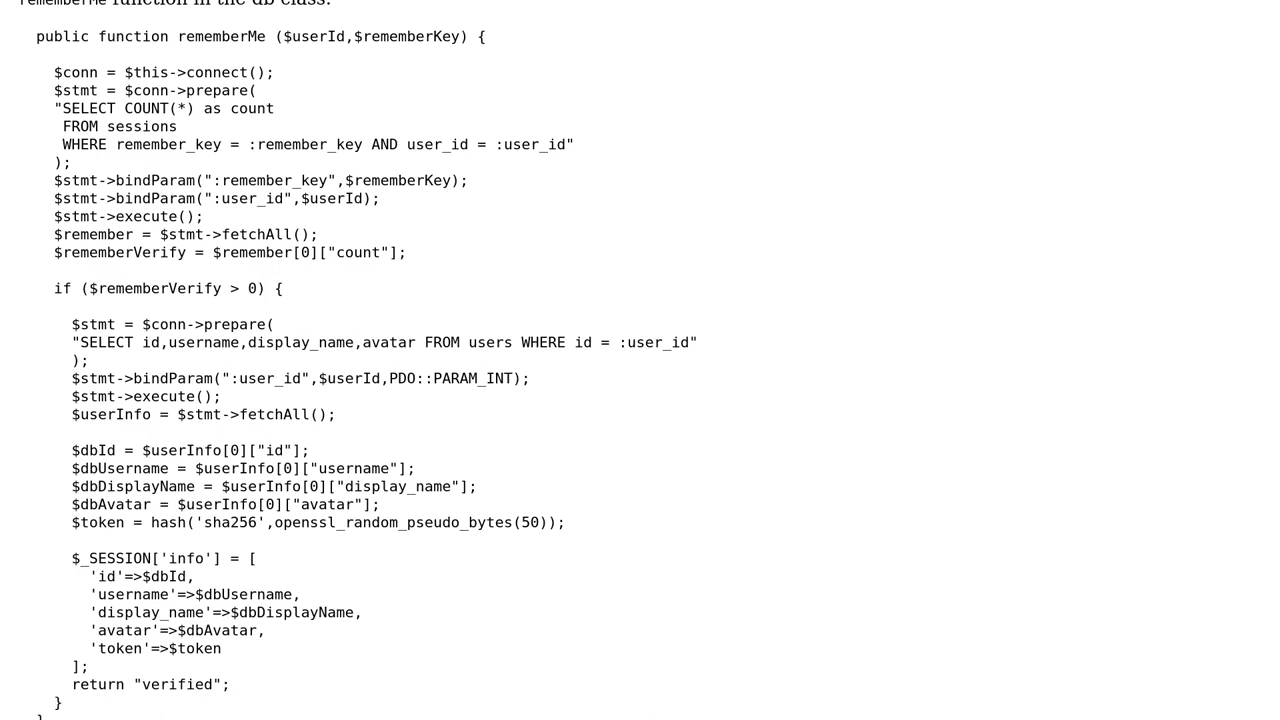 rememberMe function in the db class.
public function rememberMe ($userId,$rememberKey) {
$conn = $this->connect();
$stmt = $conn->prepare(
"SELECT COUNT(*) as count
FROM sessions
WHERE remember_key = :remember_key AND user_id = :user_id"
);
$stmt->bindParam(":remember_key",$rememberKey);
$stmt->bindParam(":user_id",$userId);
$stmt->execute();
$remember = $stmt->fetchAll();
$rememberVerify = $remember[0]["count"];
if ($rememberVerify > 0) {
$stmt = $conn->prepare(
"SELECT id,username,display_name,avatar FROM users WHERE id = :user_id"
);
$stmt->bindParam(":user_id",$userId,PDO::PARAM_INT);
$stmt->execute();
$userInfo = $stmt->fetchAll();
$dbId = $userInfo[0]["id"];
$dbUsername = $userInfo[0]["username"];
$dbDisplayName = $userInfo[0]["display_name"];
$dbAvatar = $userInfo[0]["avatar"];
$token = hash('sha256',openssl_random_pseudo_bytes(50));
$_SESSION['info'] = [
'id'=>$dbId,
'username'=>$dbUsername,
'display_name'=>$dbDisplayName,
'avatar'=>$dbAvatar,
'token'=>$token
];
return "verified";
}
}